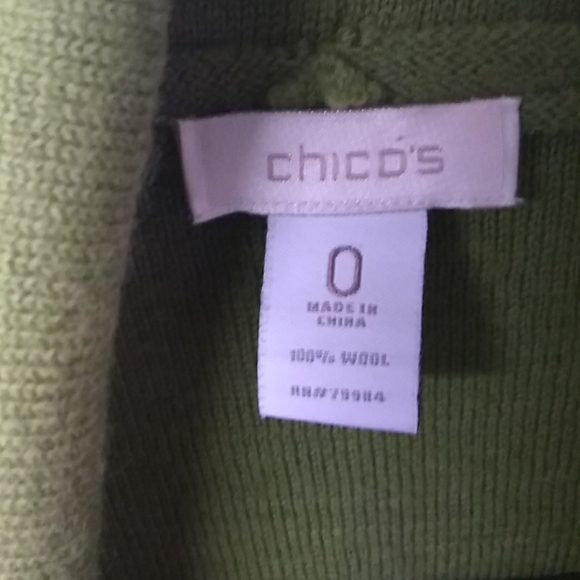 chico's
0
MADE IN
CHINA
100% WOOL
RN#79984